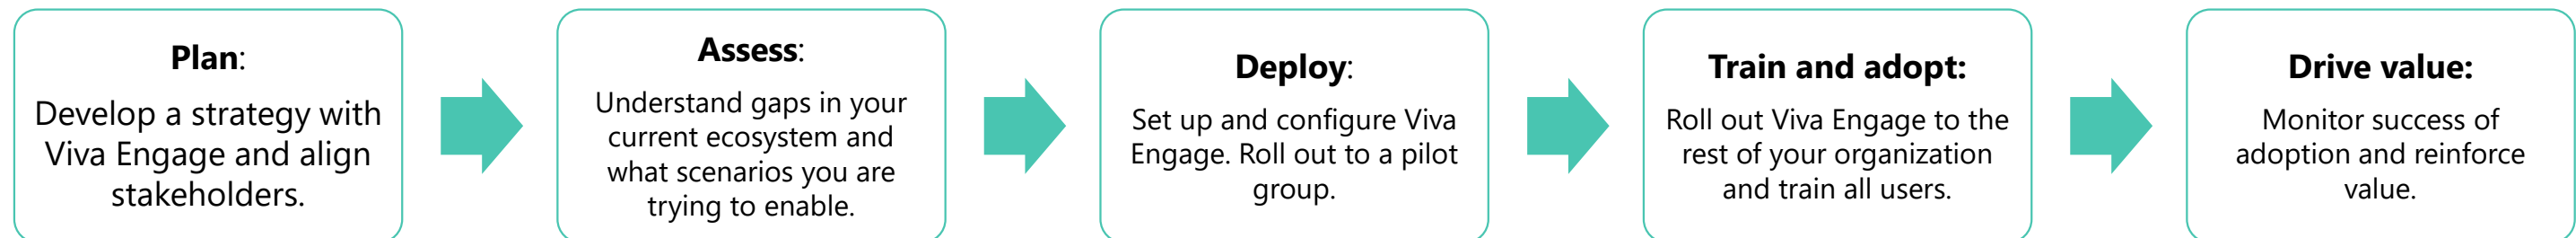 Plan:
Develop a strategy with
Viva Engage and align
stakeholders.
Assess:
Understand gaps in your
current ecosystem and
what scenarios you are
trying to enable.
Deploy:
Set up and configure Viva
Engage. Roll out to a pilot
group.
Train and adopt:
Roll out Viva Engage to the
rest of your organization
and train all users.
Drive value:
Monitor success of
adoption and reinforce
value.